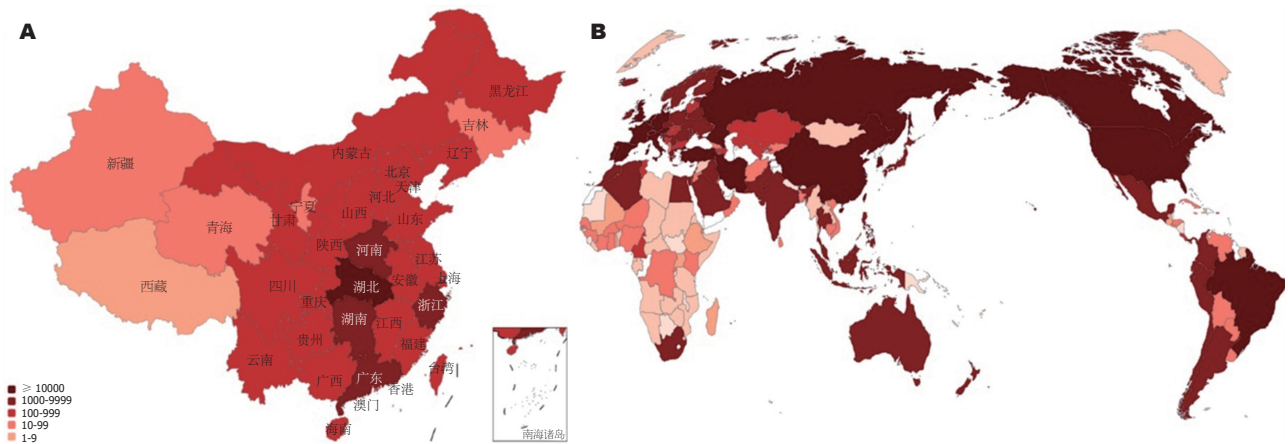 A
B
黑龙江
吉林
辽宁
内蒙古
新疆
北京
天津
河北
宁夏
山西
山东
甘肃
青海
陕西
河南
江苏
西藏
四川
湖北
安徽
上海
重庆
浙江
湖南
江西
贵州
福建
云南
台湾
广西
广东
香港
澳门
海南
南海诸岛
≥ 10000
1000-9999
100-999
10-99
1-9